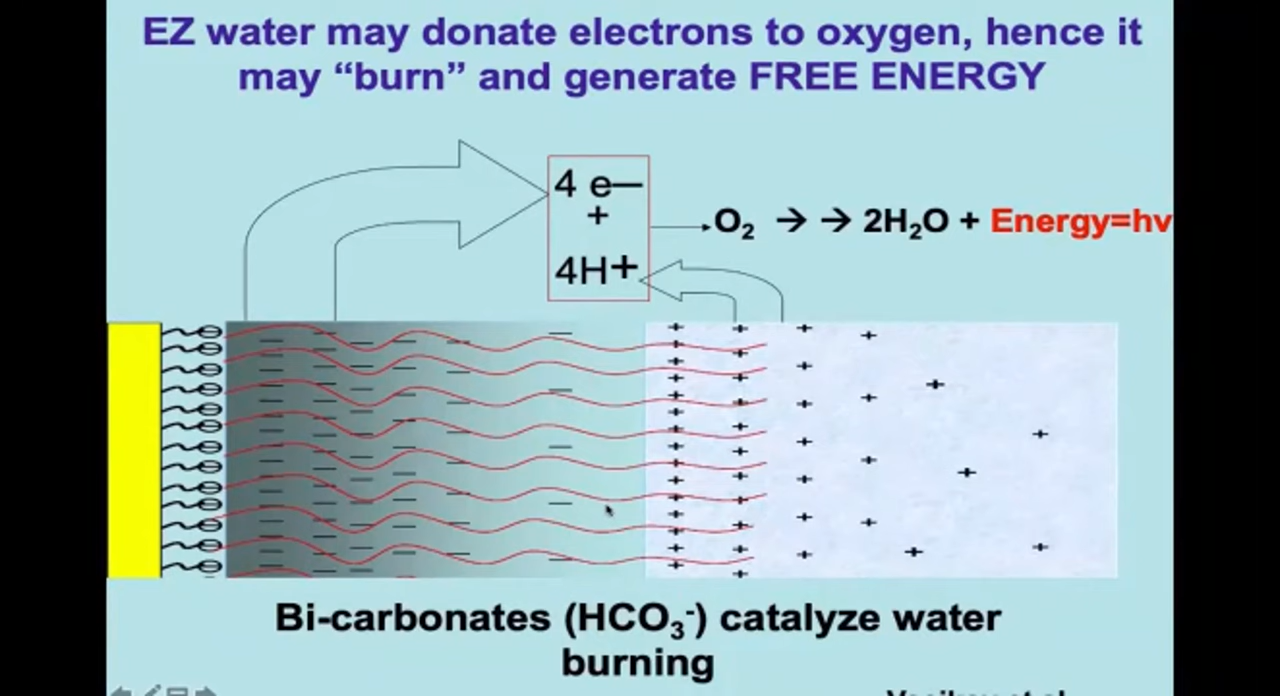 EZ water may donate electrons to oxygen, hence it
may “burn” and generate FREE ENERGY
4 e—
+
4H+
O₂ → → 2H₂O + Energy=hv
Bi-carbonates (HCO₃⁻) catalyze water
burning